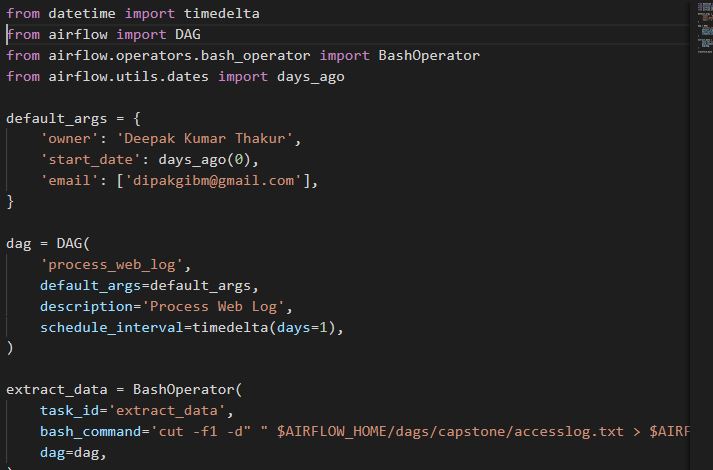 from datetime import timedelta
from airflow import DAG
from airflow.operators.bash_operator import BashOperator
from airflow.utils.dates import days_ago
default_args = {
    'owner': 'Deepak Kumar Thakur',
    'start_date': days_ago(0),
    'email': ['dipakgibm@gmail.com'],
}
dag = DAG(
    'process_web_log',
    default_args=default_args,
    description='Process Web Log',
    schedule_interval=timedelta(days=1),
)
extract_data = BashOperator(
    task_id='extract_data',
    bash_command='cut -f1 -d" " $AIRFLOW_HOME/dags/capstone/accesslog.txt > $AIRF
    dag=dag,